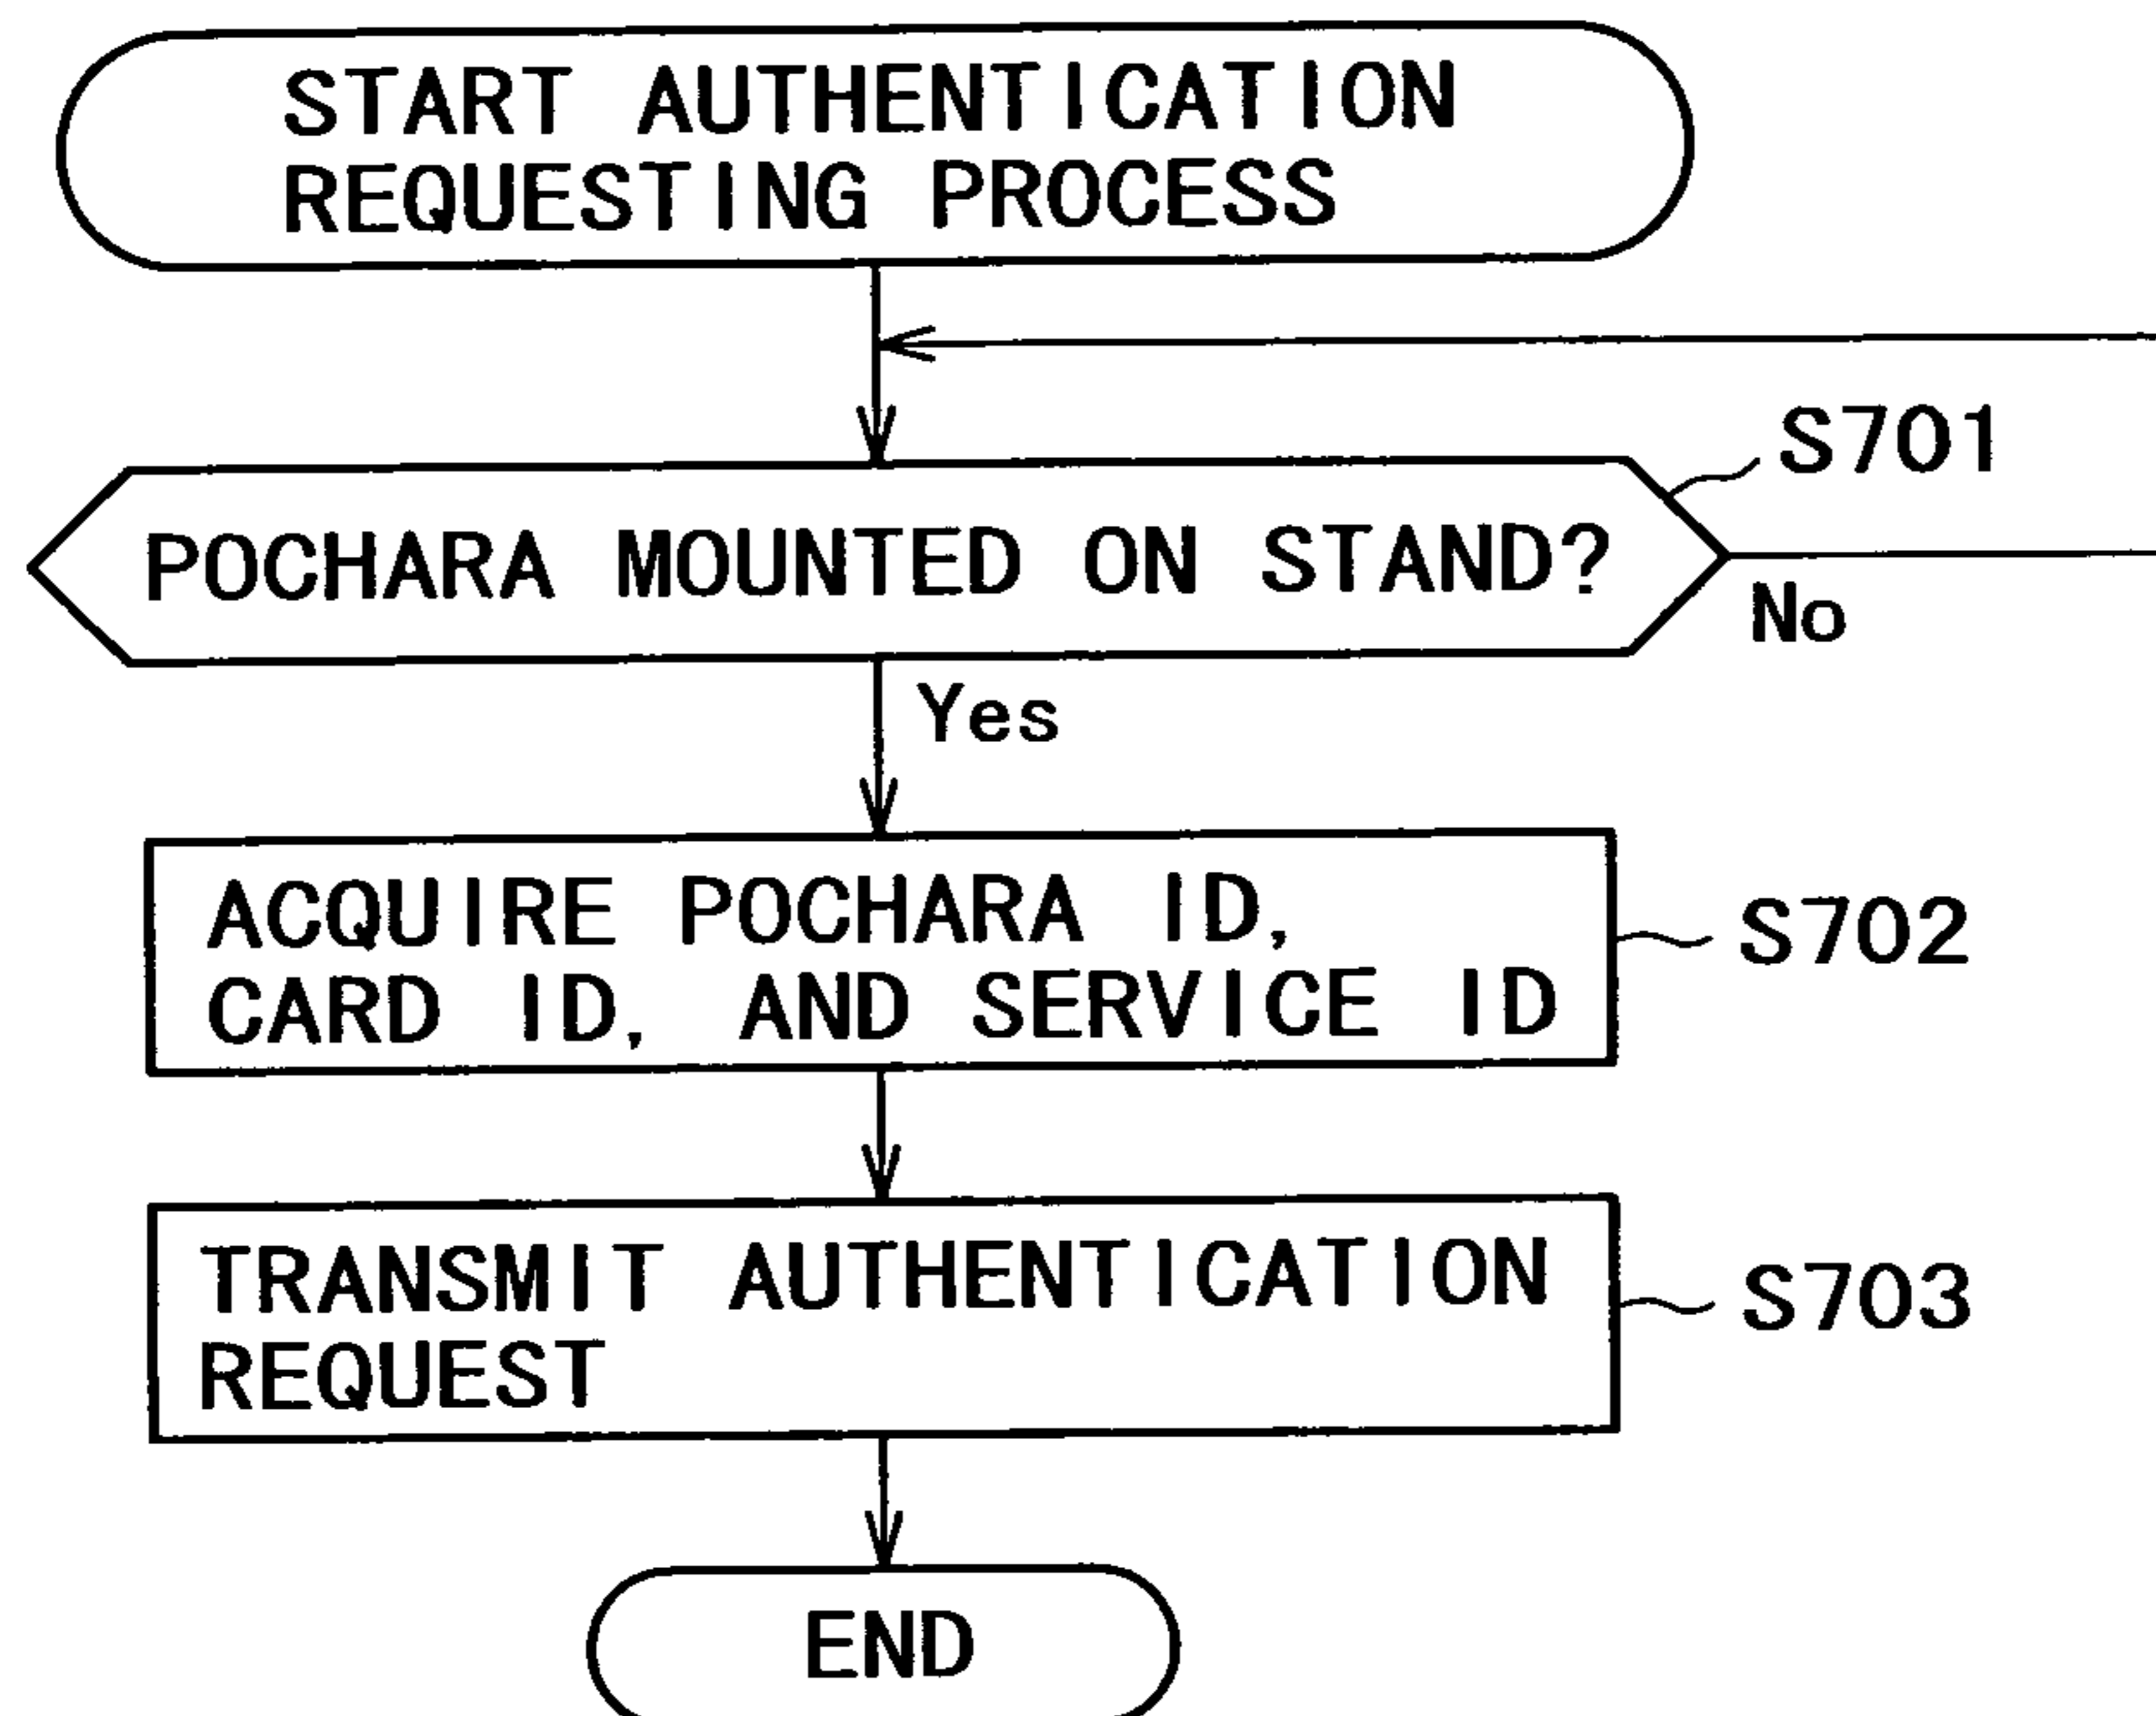 START AUTHENTICATION
REQUESTING PROCESS
S701
POCHARA MOUNTED ON STAND?
No
Yes
ACQUIRE POCHARA ID,
CARD ID, AND SERVICE ID
S702
TRANSMIT AUTHENTICATION
REQUEST
S703
END